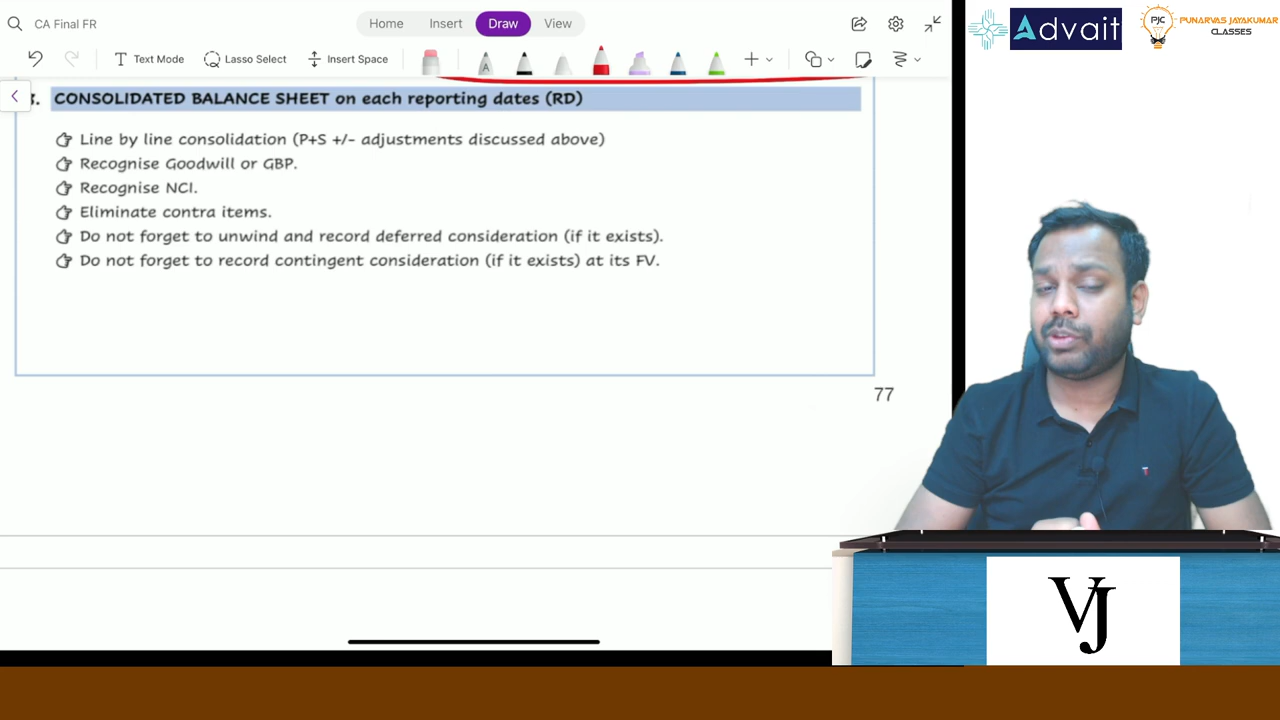 CA Final FR
Home Insert Draw View
Text Mode Lasso Select Insert Space
CONSOLIDATED BALANCE SHEET on each reporting dates (RD)
Line by line consolidation (P+S +/- adjustments discussed above)
Recognise Goodwill or GBP.
Recognise NCI.
Eliminate contra items.
Do not forget to unwind and record deferred consideration (if it exists).
Do not forget to record contingent consideration (if it exists) at its FV.
77
Advait
PJC
PUNARVAS JAYAKUMAR
CLASSES
VJ